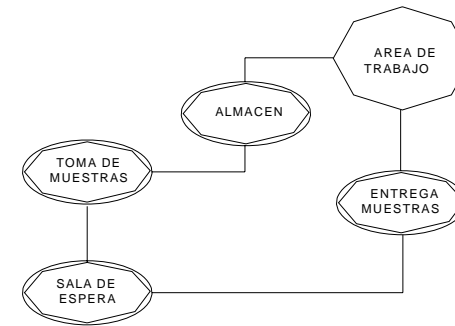 AREA DE
TRABAJO
ALMACEN
TOMA DE
MUESTRAS
ENTREGA
MUESTRAS
SALA DE
ESPERA